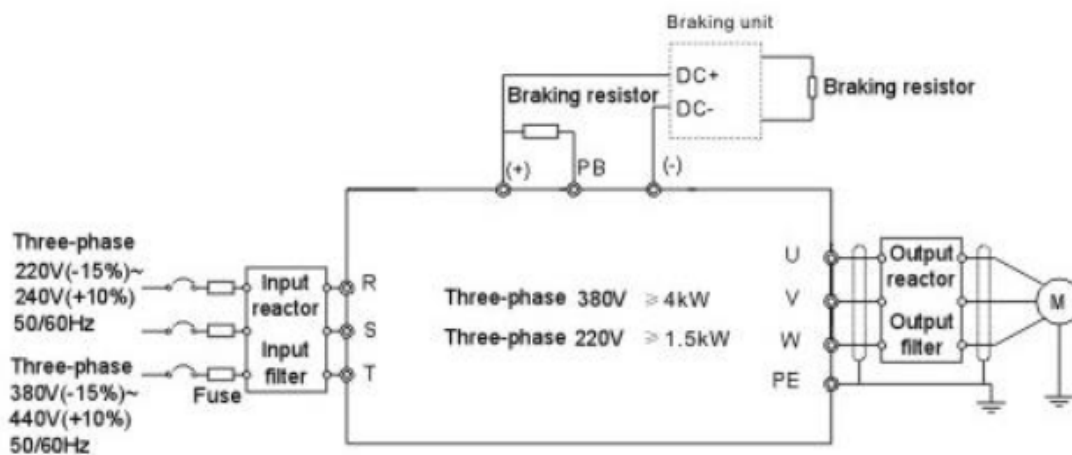 Braking unit
DC+
DC-
Braking resistor
Braking resistor
(+)
PB
(-)
Three-phase
220V(-15%)~
240V(+10%)
50/60Hz
Three-phase
380V(-15%)~
440V(+10%)
50/60Hz
Fuse
Input
reactor
Input
filter
R
S
T
Three-phase 380V ≥4kW
Three-phase 220V ≥1.5kW
U
V
W
PE
Output
reactor
Output
filter
M